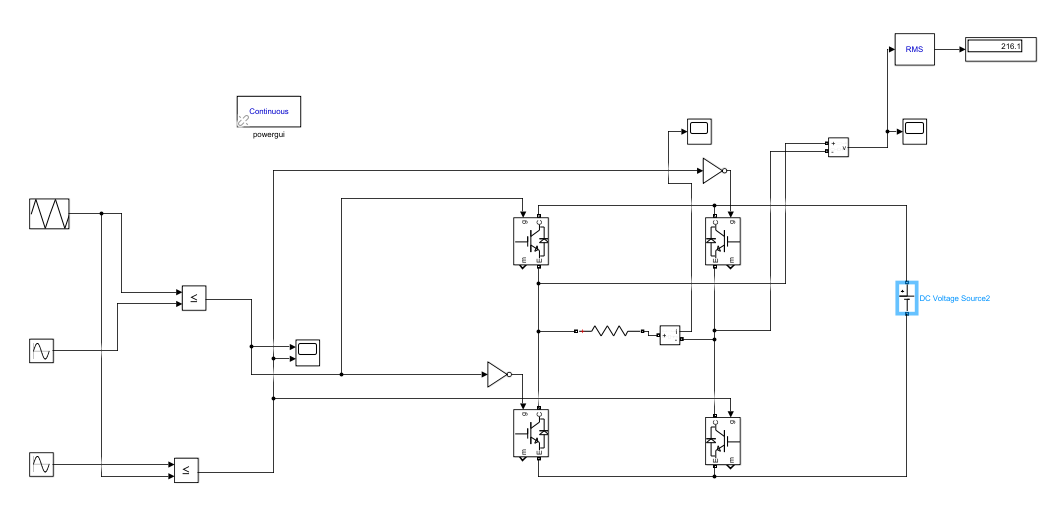 RMS
216.1
Continuous
powergui
+
-
v
g
C
C
g
m
E
E
m
≤
DC Voltage Source2
+
+
i
+
-
≤
g
C
C
g
m
E
E
m
≤